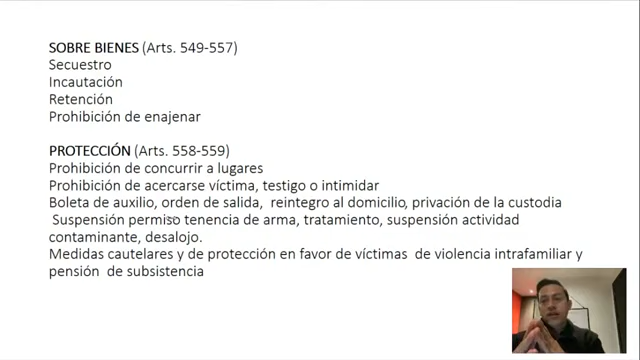 SOBRE BIENES (Arts. 549-557)
Secuestro
Incautación
Retención
Prohibición de enajenar
PROTECCIÓN (Arts. 558-559)
Prohibición de concurrir a lugares
Prohibición de acercarse víctima, testigo o intimidar
Boleta de auxilio, orden de salida, reintegro al domicilio, privación de la custodia
Suspensión permiso tenencia de arma, tratamiento, suspensión actividad
contaminante, desalojo.
Medidas cautelares y de protección en favor de víctimas de violencia intrafamiliar y
pensión de subsistencia